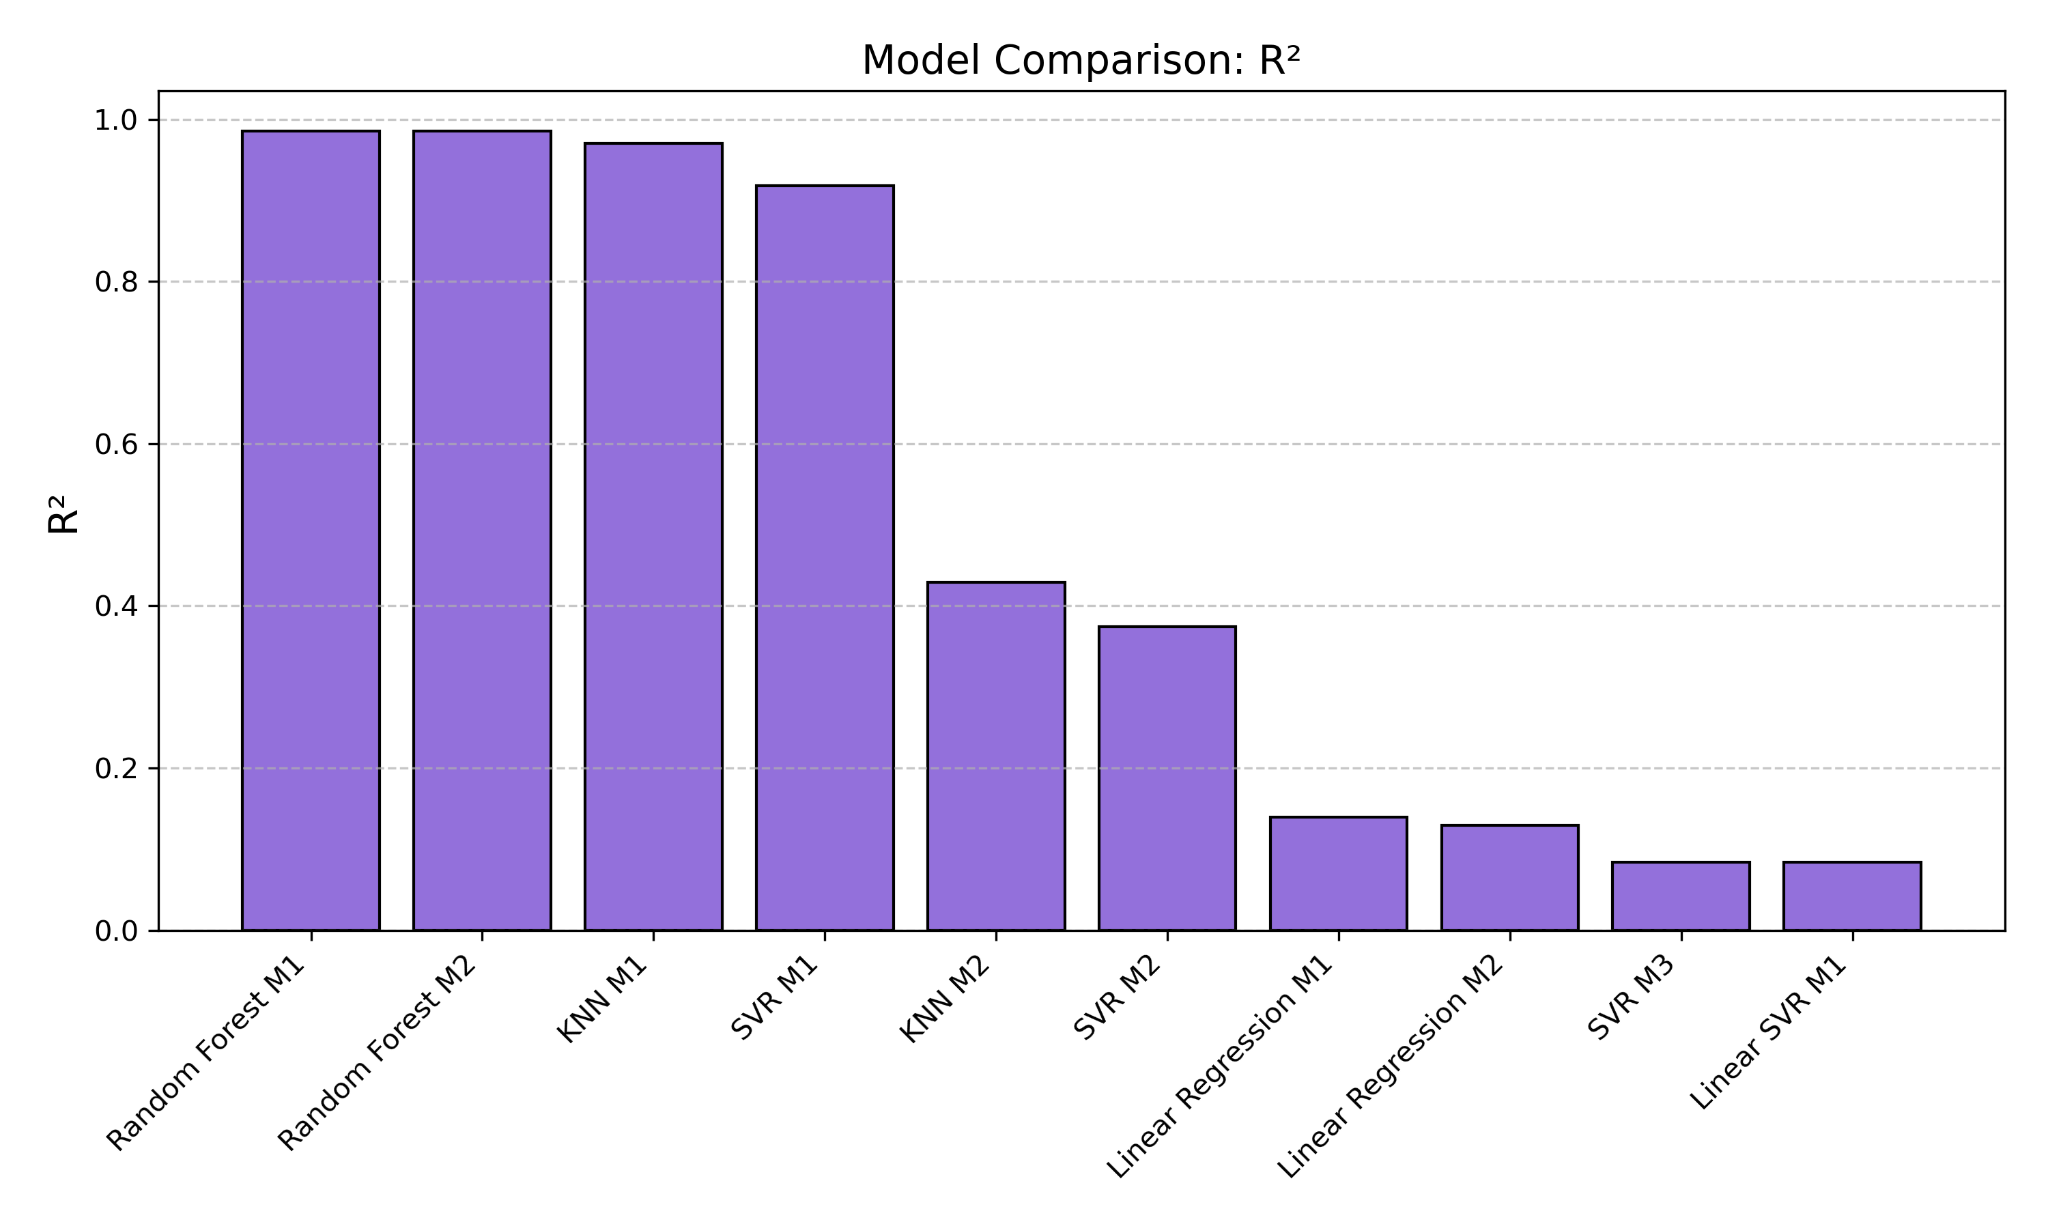 Model Comparison: R²
R²
1.0
0.8
0.6
0.4
0.2
0.0
Random Forest M1
Random Forest M2
KNN M1
SVR M1
KNN M2
SVR M2
Linear Regression M1
Linear Regression M2
SVR M3
Linear SVR M1